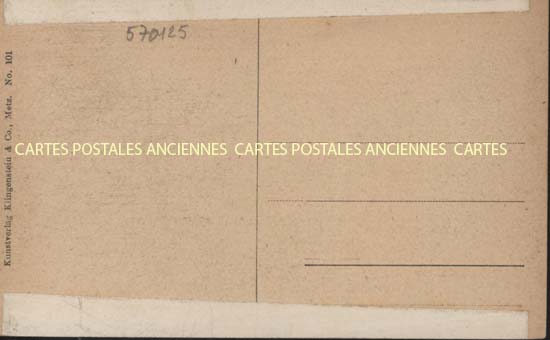 570125
Kunstverlag Klingenstein & Co., Metz. No. 101
CARTES POSTALES ANCIENNES CARTES POSTALES ANCIENNES CARTES